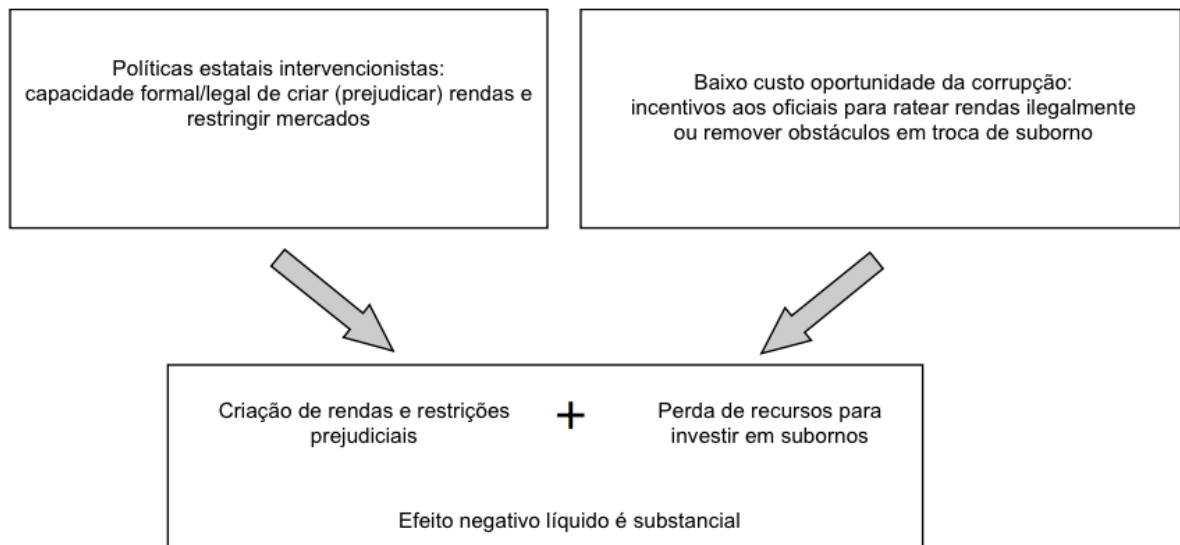 Políticas estatais intervencionistas:
capacidade formal/legal de criar (prejudicar) rendas e
restringir mercados
Baixo custo oportunidade da corrupção:
incentivos aos oficiais para ratear rendas ilegalmente
ou remover obstáculos em troca de suborno
Criação de rendas e restrições
prejudiciais
+
Perda de recursos para
investir em subornos
Efeito negativo líquido é substancial